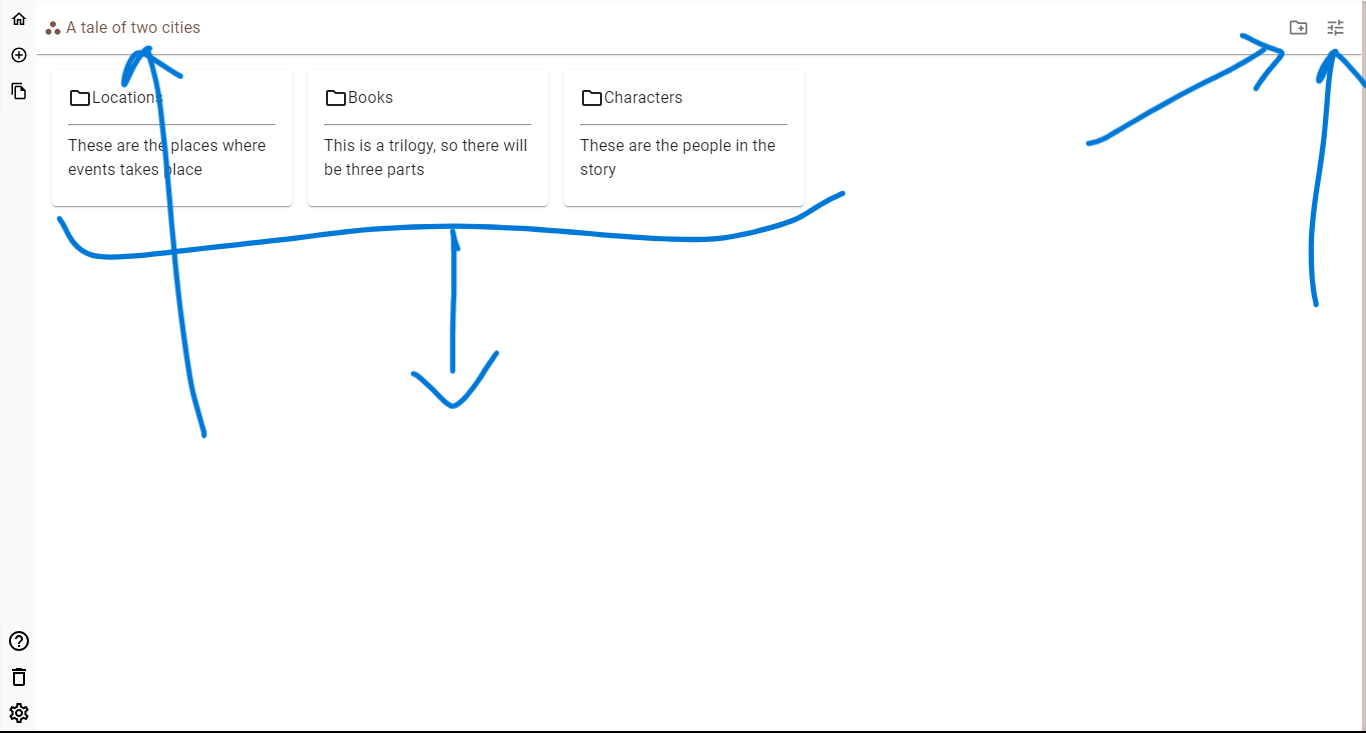 A tale of two cities
Locations
These are the places where
events takes place
Books
This is a trilogy, so there will
be three parts
Characters
These are the people in the
story